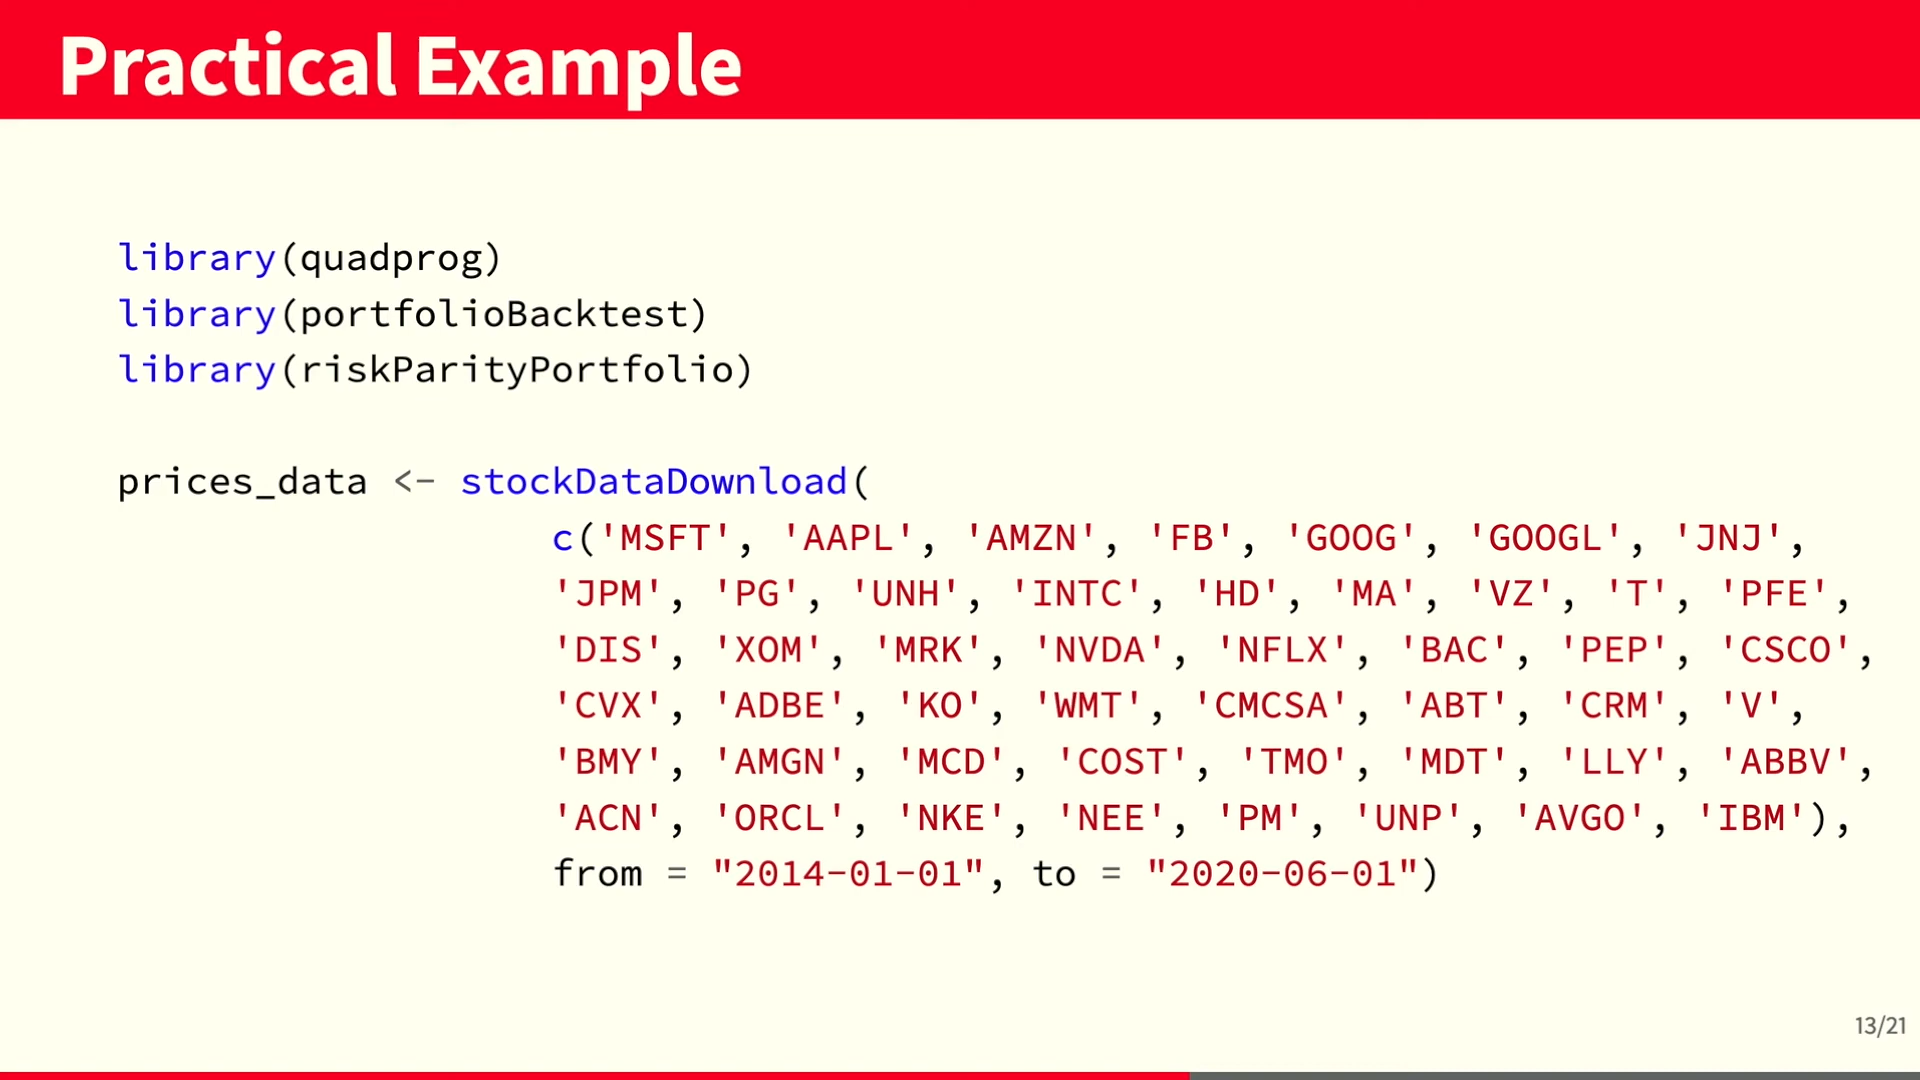 Practical Example
library(quadprog)
library(portfolioBacktest)
library(riskParityPortfolio)
prices_data <- stockDataDownload(
c('MSFT', 'AAPL', 'AMZN', 'FB', 'GOOG', 'GOOGL', 'JNJ',
'JPM', 'PG', 'UNH', 'INTC', 'HD', 'MA', 'VZ', 'T', 'PFE',
'DIS', 'XOM', 'MRK', 'NVDA', 'NFLX', 'BAC', 'PEP', 'CSCO',
'CVX', 'ADBE', 'KO', 'WMT', 'CMCSA', 'ABT', 'CRM', 'V',
'BMY', 'AMGN', 'MCD', 'COST', 'TMO', 'MDT', 'LLY', 'ABBV',
'ACN', 'ORCL', 'NKE', 'NEE', 'PM', 'UNP', 'AVGO', 'IBM'),
from = "2014-01-01", to = "2020-06-01")
13/21